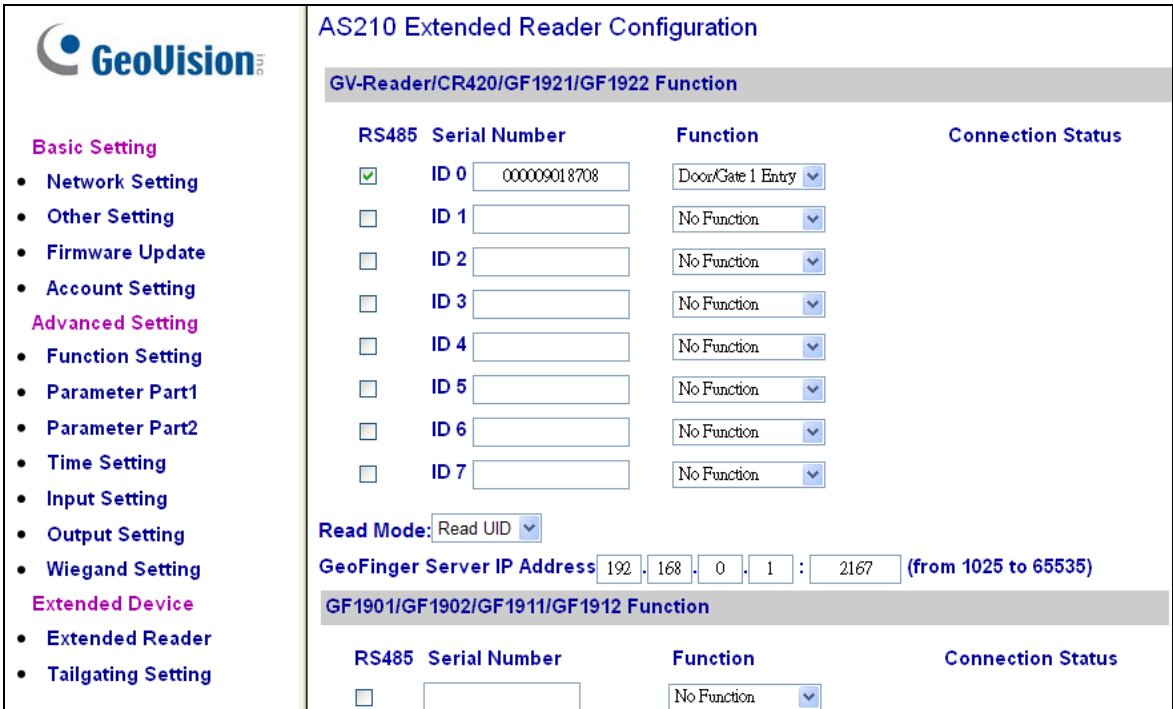 GeoVision inc
Basic Setting
Network Setting
Other Setting
Firmware Update
Account Setting
Advanced Setting
Function Setting
Parameter Part1
Parameter Part2
Time Setting
Input Setting
Output Setting
Wiegand Setting
Extended Device
Extended Reader
Tailgating Setting
AS210 Extended Reader Configuration
GV-Reader/CR420/GF1921/GF1922 Function
RS485 Serial Number Function Connection Status
ID 0 000009018708 Door/Gate 1 Entry
ID 1 No Function
ID 2 No Function
ID 3 No Function
ID 4 No Function
ID 5 No Function
ID 6 No Function
ID 7 No Function
Read Mode: Read UID
GeoFinger Server IP Address 192 . 168 . 0 . 1 : 2167 (from 1025 to 65535)
GF1901/GF1902/GF1911/GF1912 Function
RS485 Serial Number Function Connection Status
No Function